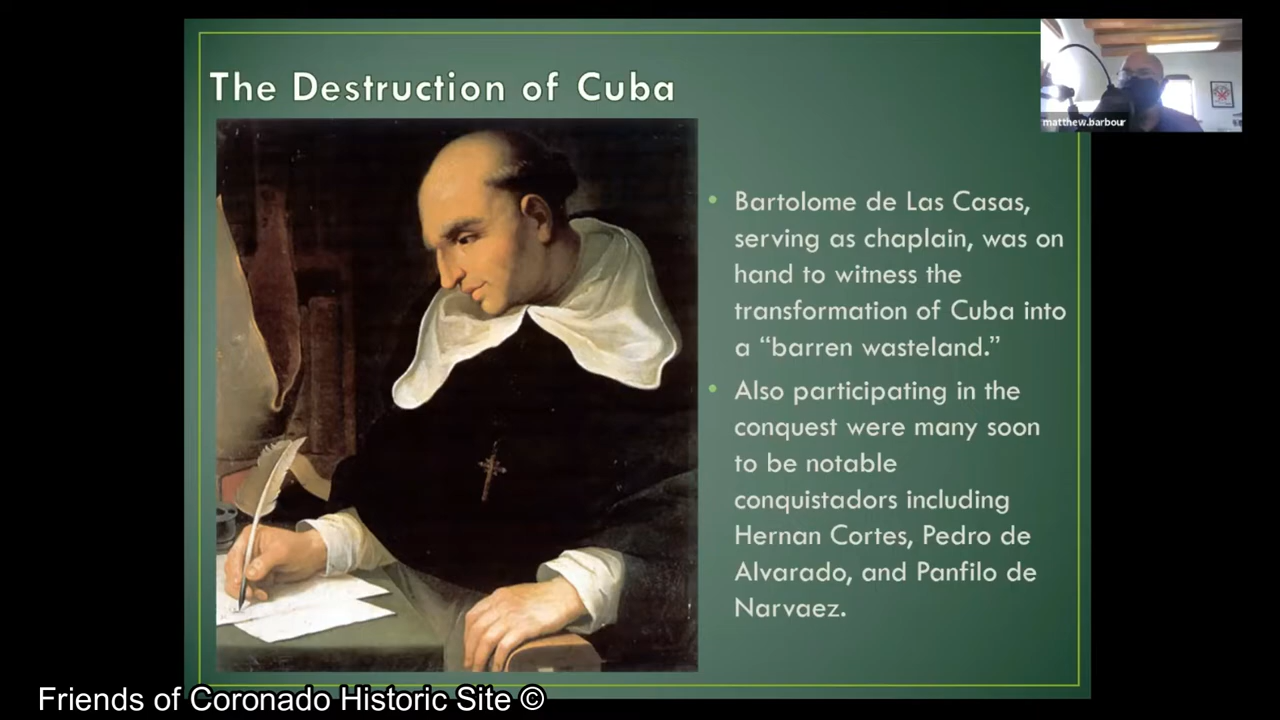 matthew.barbour
The Destruction of Cuba
• Bartolome de Las Casas,
serving as chaplain, was on
hand to witness the
transformation of Cuba into
a “barren wasteland.”
• Also participating in the
conquest were many soon
to be notable
conquistadors including
Hernan Cortes, Pedro de
Alvarado, and Panfilo de
Narvaez.
Friends of Coronado Historic Site ©